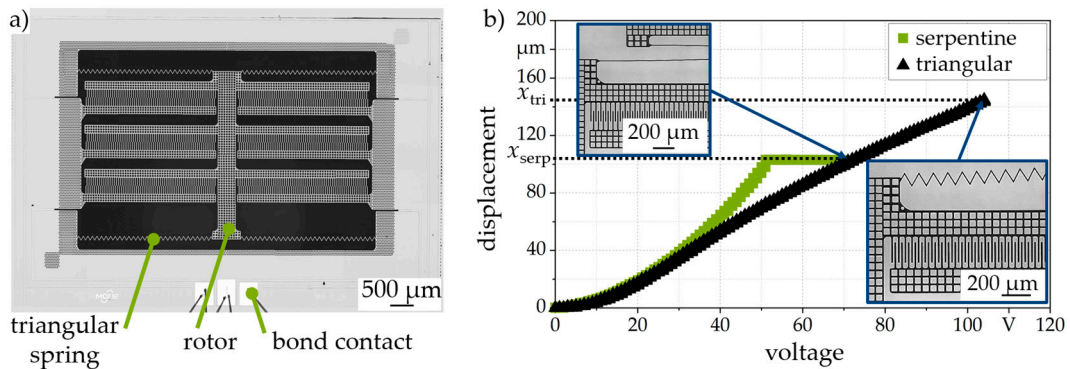 a)
500 µm
triangular
spring
rotor
bond contact
b)
200
µm
160
x_tri
120
x_serp
80
40
0
displacement
0
20
40
60
80
100
V
120
voltage
serpentine
triangular
200 µm
200 µm